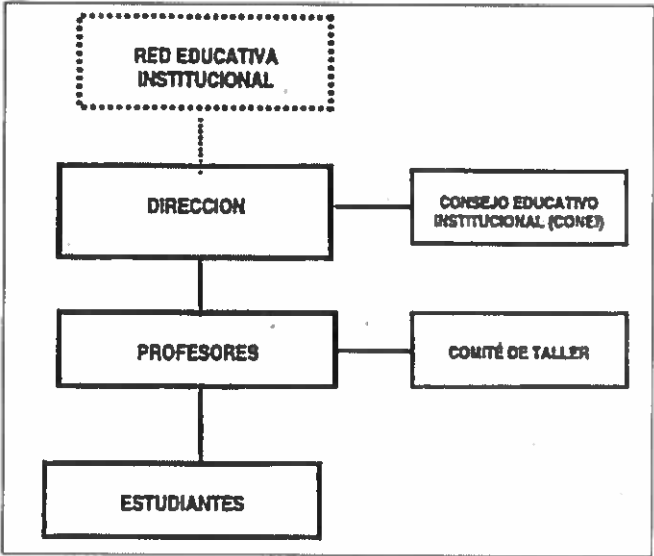 RED EDUCATIVA
INSTITUCIONAL
DIRECCION
CONSEJO EDUCATIVO
INSTITUCIONAL (CONEI)
PROFESORES
COMITÉ DE TALLER
ESTUDIANTES